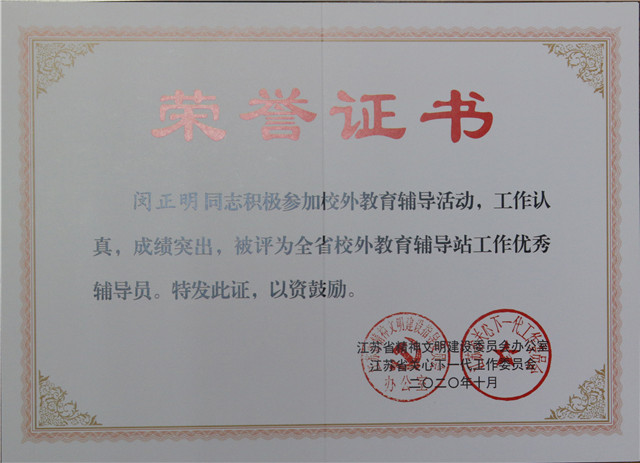 荣誉证书
闵正明同志积极参加校外教育辅导活动，工作认
真，成绩突出，被评为全省校外教育辅导站工作优秀
辅导员。特发此证，以资鼓励。
江苏省精神文明建设委员会办公室
江苏省关心下一代工作委员会
二〇二〇年十月
办公室